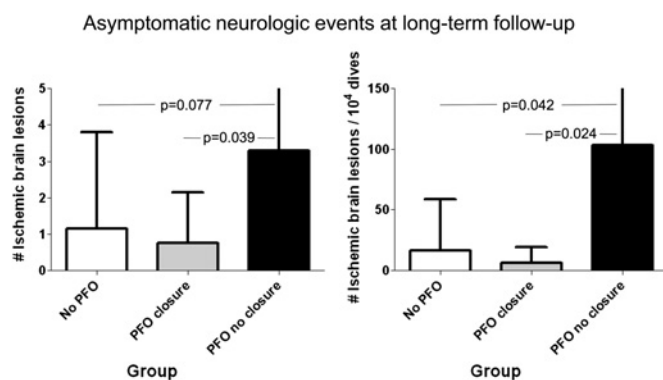 Asymptomatic neurologic events at long-term follow-up
# Ischemic brain lesions
5
4
3
2
1
0
p=0.077
p=0.039
No PFO
PFO closure
PFO no closure
Group
# Ischemic brain lesions / 10⁴ dives
150
100
50
0
p=0.042
p=0.024
No PFO
PFO closure
PFO no closure
Group